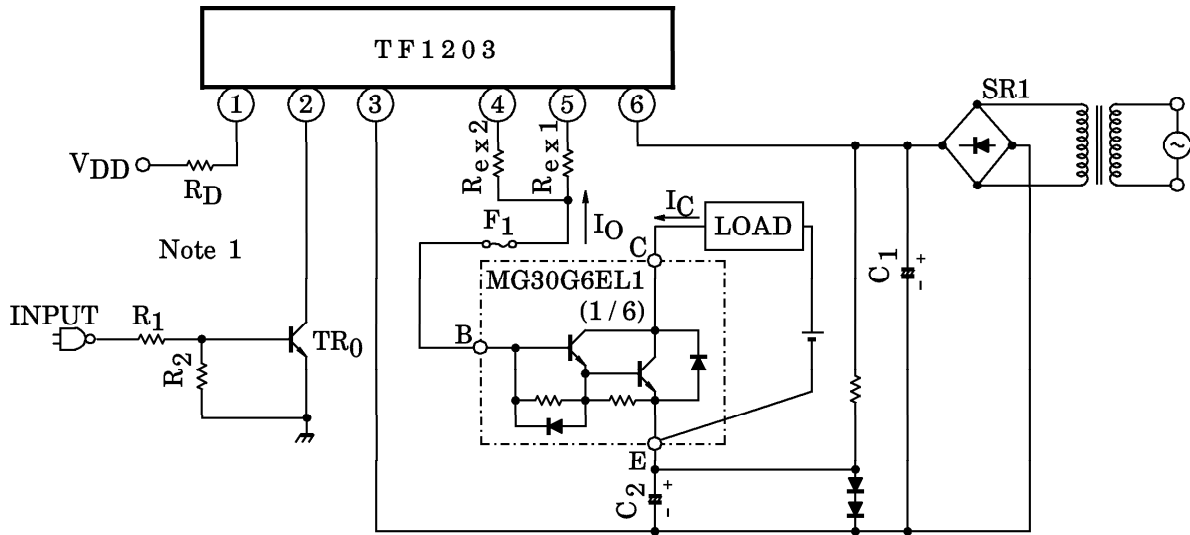 TF1203
1 2 3 4 5 6
SR1
VDD
RD
Rex2
Rex1
~
Note 1
F1
IO
IC
LOAD
C
C1
+
-
MG30G6EL1
(1/6)
INPUT
R1
R2
TR0
B
E
C2
+
-